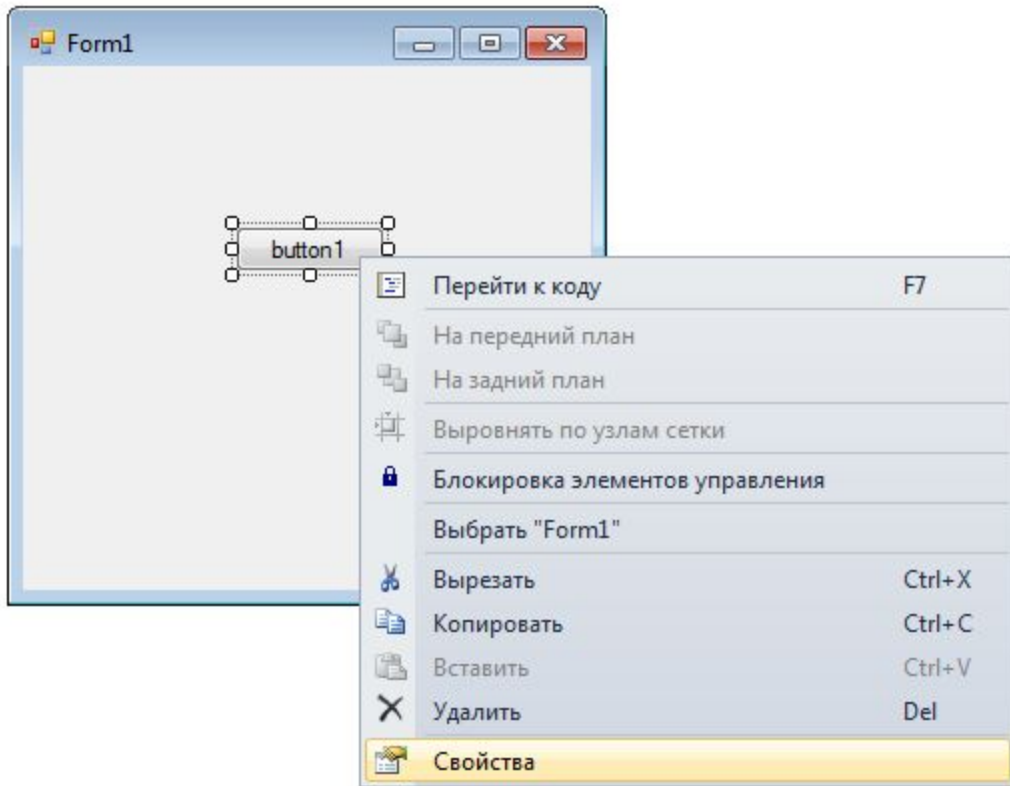 Form1
button1
Перейти к коду F7
На передний план
На задний план
Выровнять по узлам сетки
Блокировка элементов управления
Выбрать "Form1"
Вырезать Ctrl+X
Копировать Ctrl+C
Вставить Ctrl+V
Удалить Del
Свойства